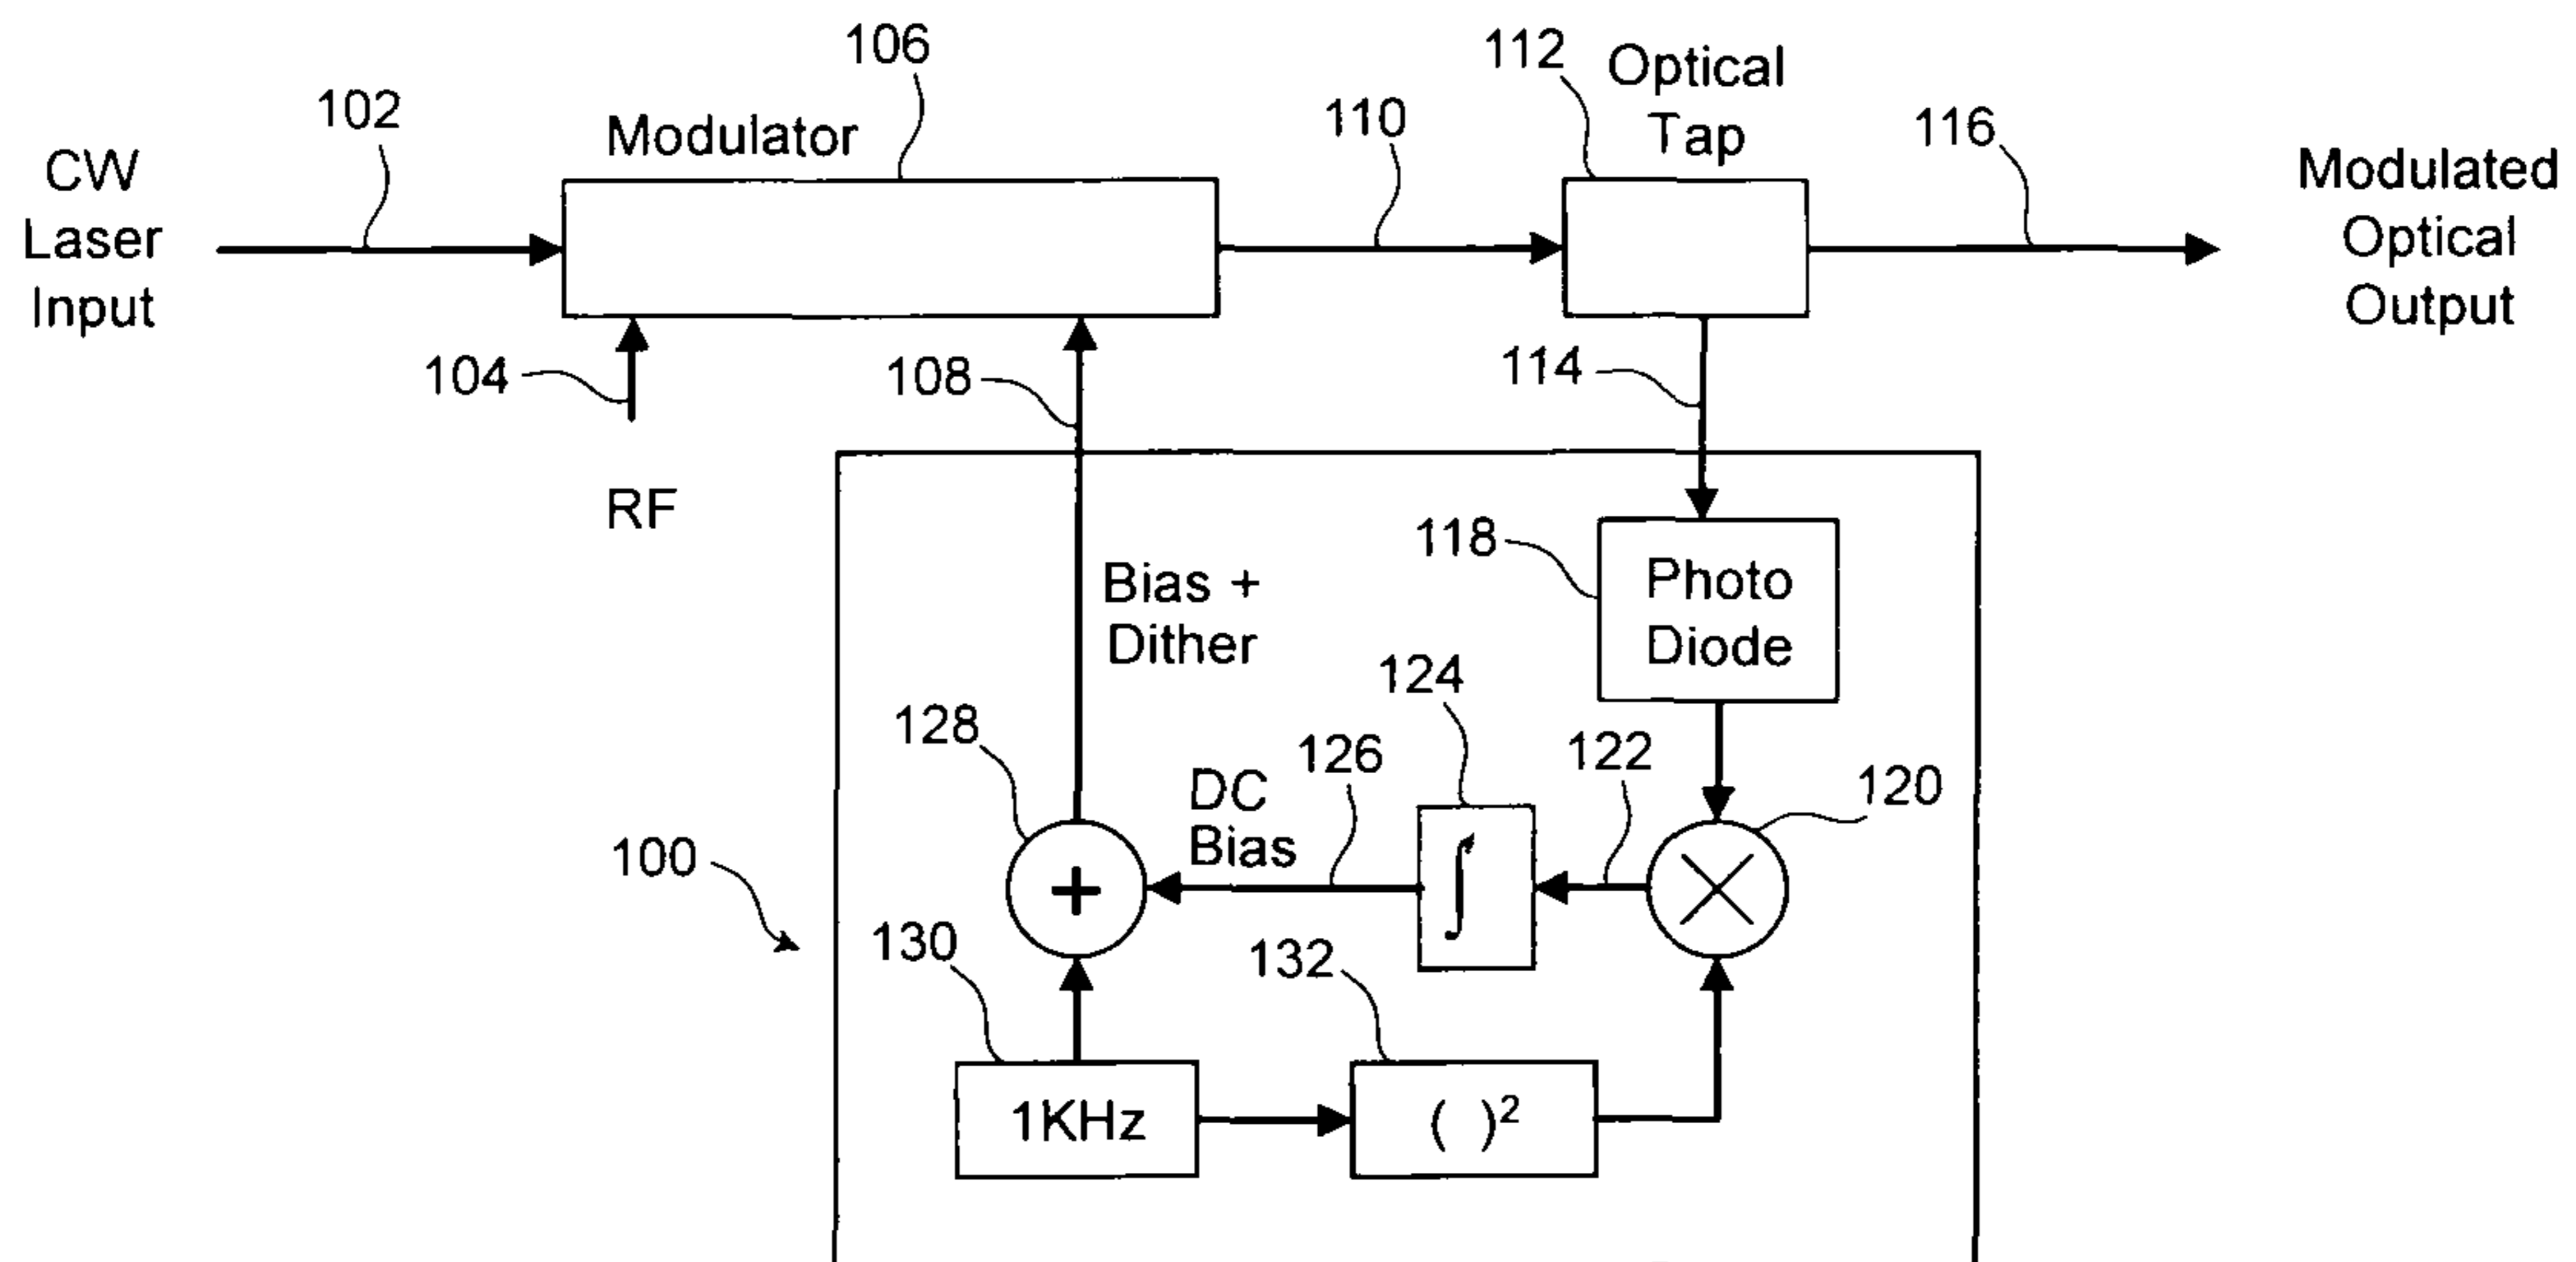 106
112
Optical
Tap
102
Modulator
110
116
CW
Laser
Input
Modulated
Optical
Output
104
108
114
RF
118
Photo
Diode
Bias +
Dither
124
128
126
122
120
DC
Bias
∫
100
+
130
132
1KHz
( )²